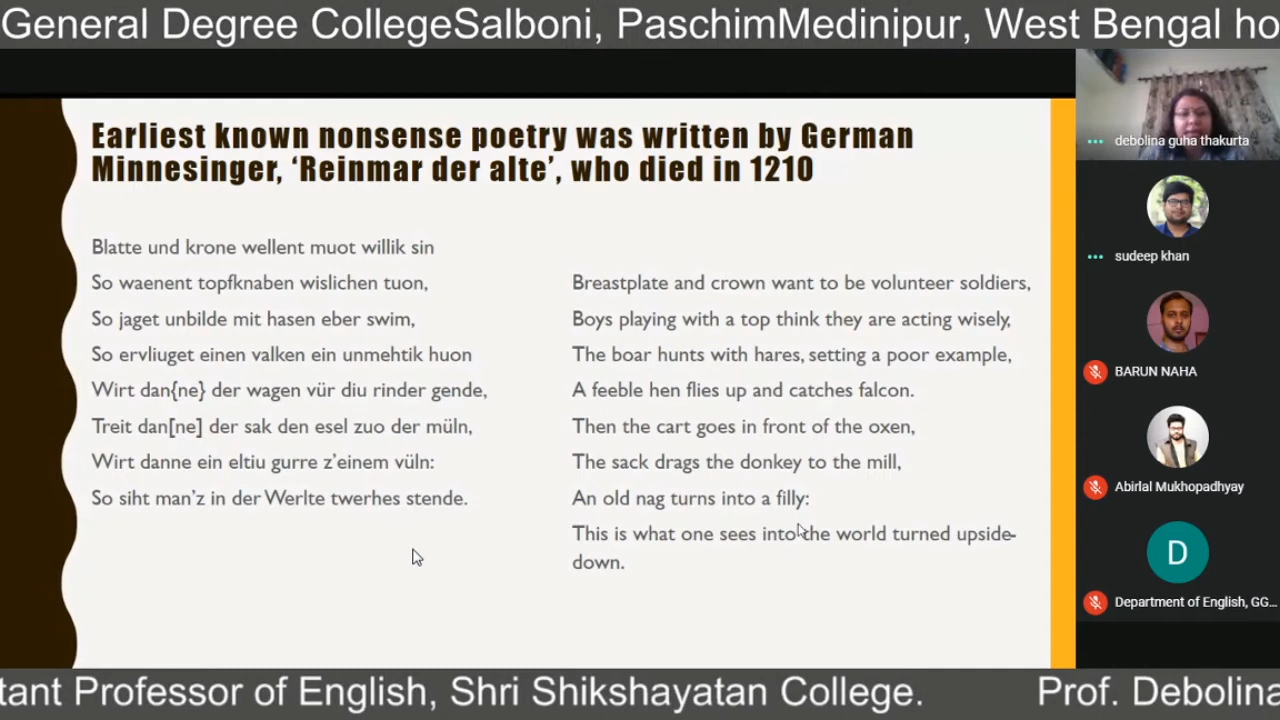 General Degree CollegeSalboni, PaschimMedinipur, West Bengal ho
Earliest known nonsense poetry was written by German
Minnesinger, ‘Reinmar der alte’, who died in 1210
Blatte und krone wellent muot willik sin
So waenent topfknaben wislichen tuon,
So jaget unbilde mit hasen eber swim,
So ervliuget einen valken ein unmehtik huon
Wirt dan{ne} der wagen vür diu rinder gende,
Treit dan[ne] der sak den esel zuo der müln,
Wirt danne ein eltiu gurre z’einem vüln:
So siht man’z in der Werlte twerhes stende.
Breastplate and crown want to be volunteer soldiers,
Boys playing with a top think they are acting wisely,
The boar hunts with hares, setting a poor example,
A feeble hen flies up and catches falcon.
Then the cart goes in front of the oxen,
The sack drags the donkey to the mill,
An old nag turns into a filly:
This is what one sees into the world turned upside-
down.
debolina guha thakurta
sudeep khan
BARUN NAHA
Abirlal Mukhopadhyay
D
Department of English, GG...
tant Professor of English, Shri Shikshayatan College. Prof. Debolina